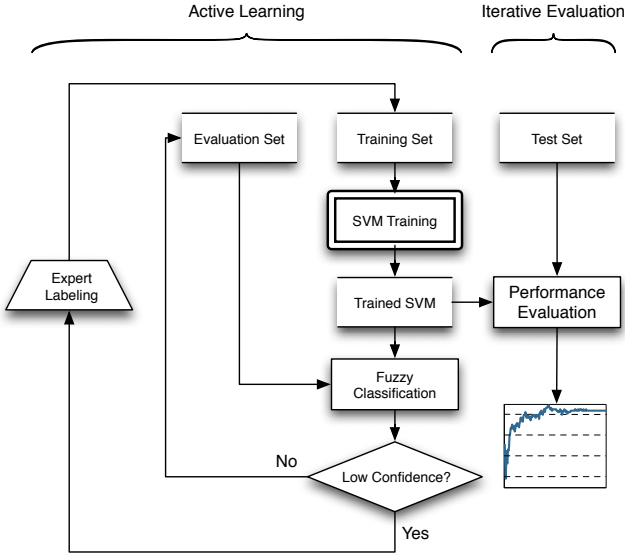 Active Learning
Iterative Evaluation
Evaluation Set
Training Set
Test Set
SVM Training
Expert
Labeling
Trained SVM
Performance
Evaluation
Fuzzy
Classification
No
Low Confidence?
Yes